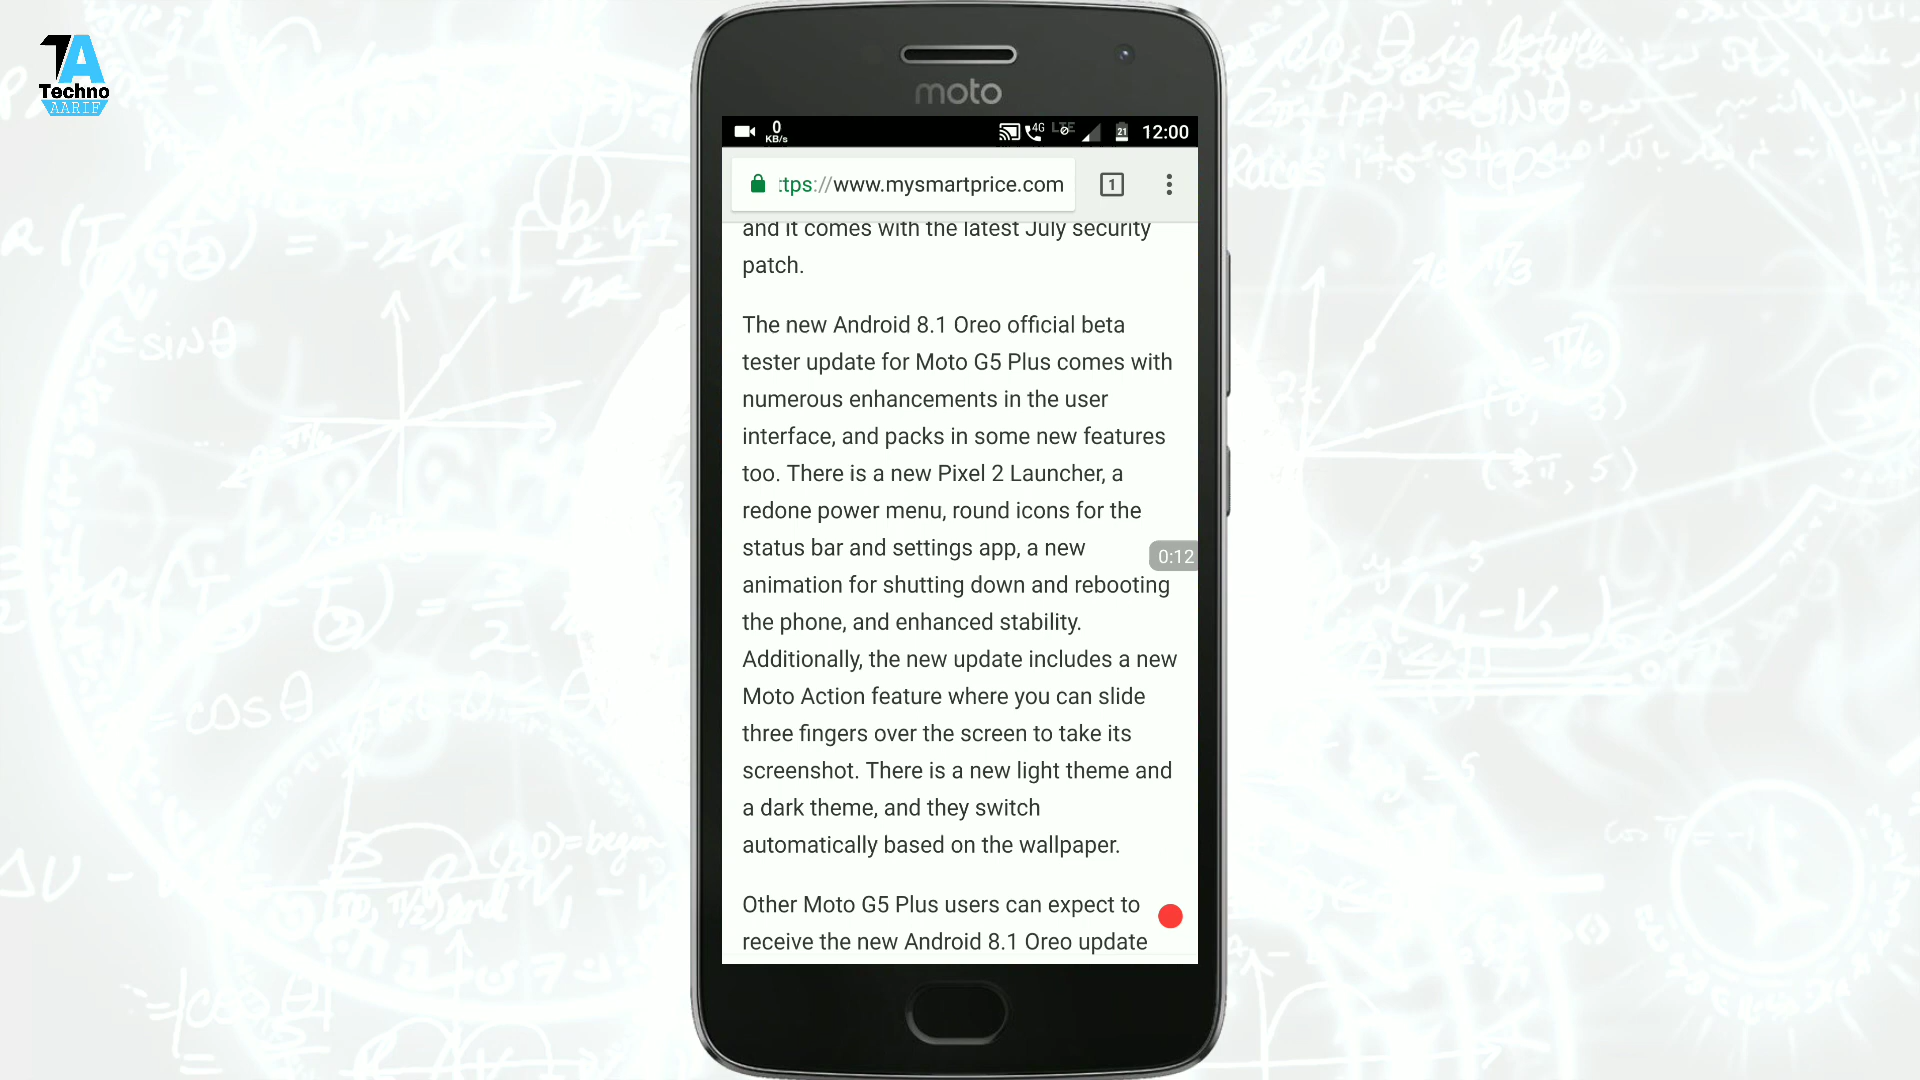 TA
Techno
AARIF
moto
0
KB/s
4G
LTE
21
12:00
ttps://www.mysmartprice.com
1
and it comes with the latest July security
patch.
The new Android 8.1 Oreo official beta
tester update for Moto G5 Plus comes with
numerous enhancements in the user
interface, and packs in some new features
too. There is a new Pixel 2 Launcher, a
redone power menu, round icons for the
status bar and settings app, a new
0:12
animation for shutting down and rebooting
the phone, and enhanced stability.
Additionally, the new update includes a new
Moto Action feature where you can slide
three fingers over the screen to take its
screenshot. There is a new light theme and
a dark theme, and they switch
automatically based on the wallpaper.
Other Moto G5 Plus users can expect to
receive the new Android 8.1 Oreo update
sinθ
cosθ